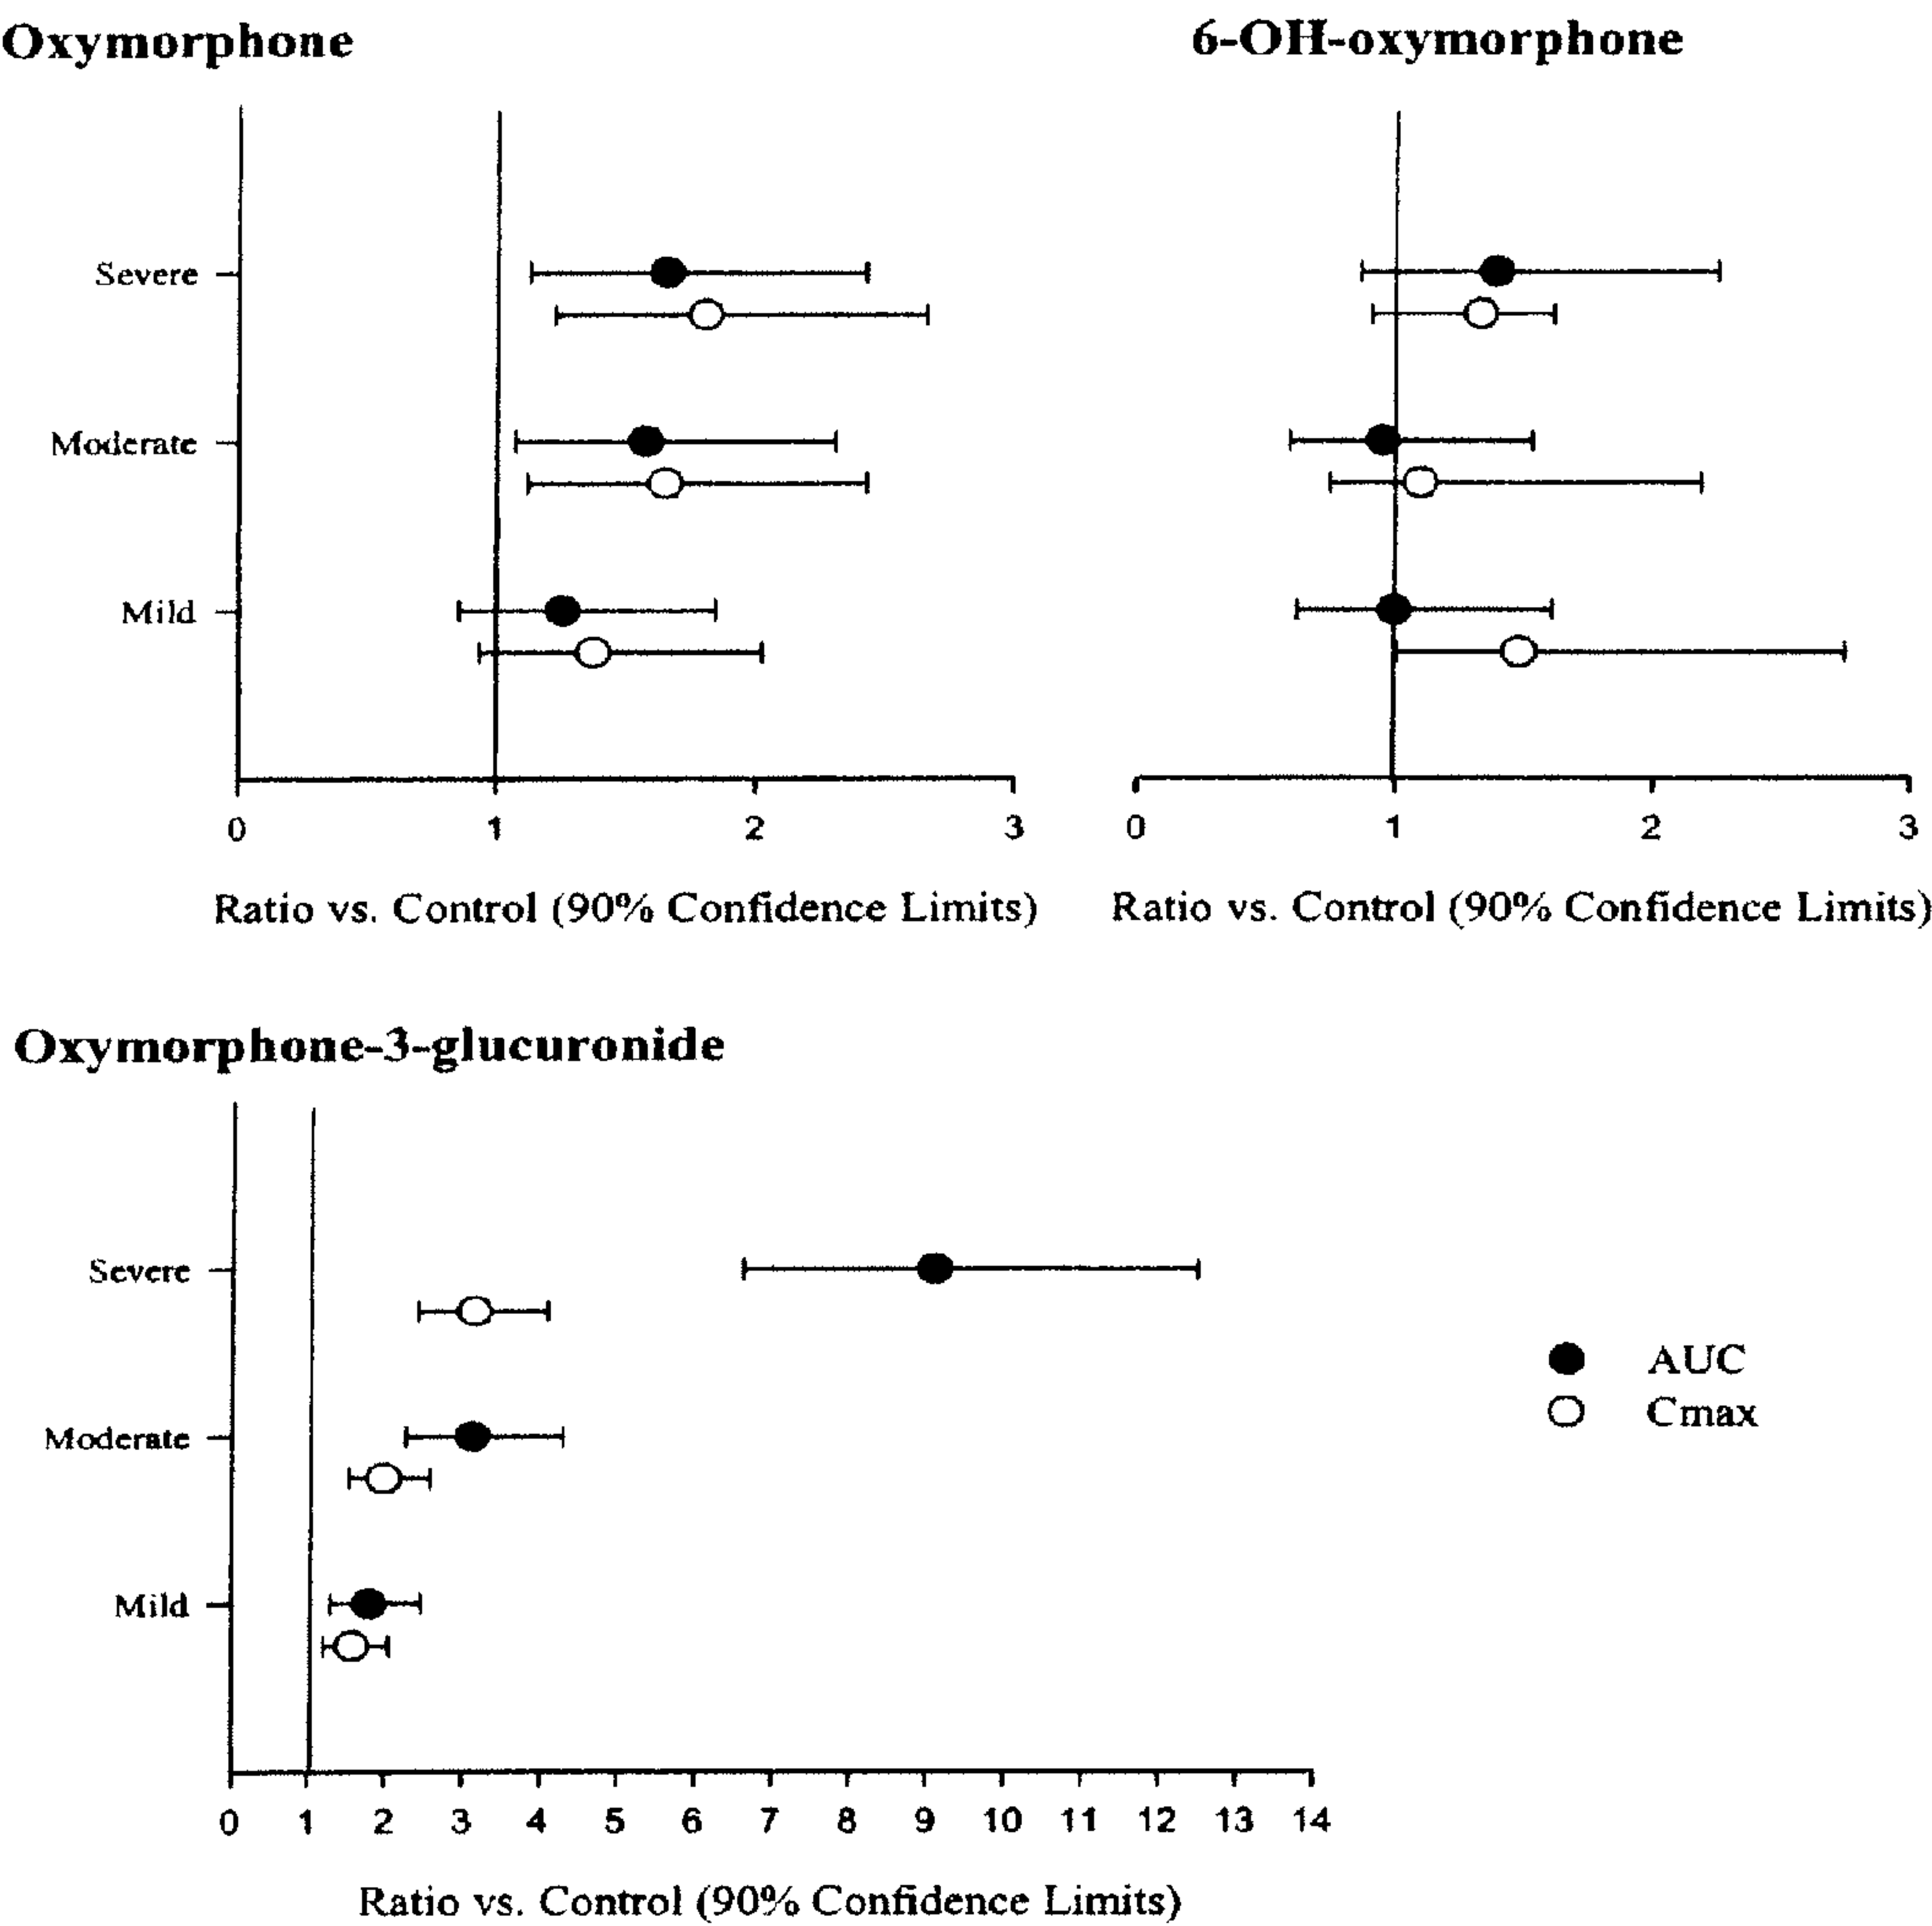 Oxymorphone
6-OH-oxymorphone
Severe
Moderate
Mild
0 1 2 3
0 1 2 3
Ratio vs. Control (90% Confidence Limits)
Ratio vs. Control (90% Confidence Limits)
Oxymorphone-3-glucuronide
Severe
Moderate
Mild
AUC
Cmax
0 1 2 3 4 5 6 7 8 9 10 11 12 13 14
Ratio vs. Control (90% Confidence Limits)